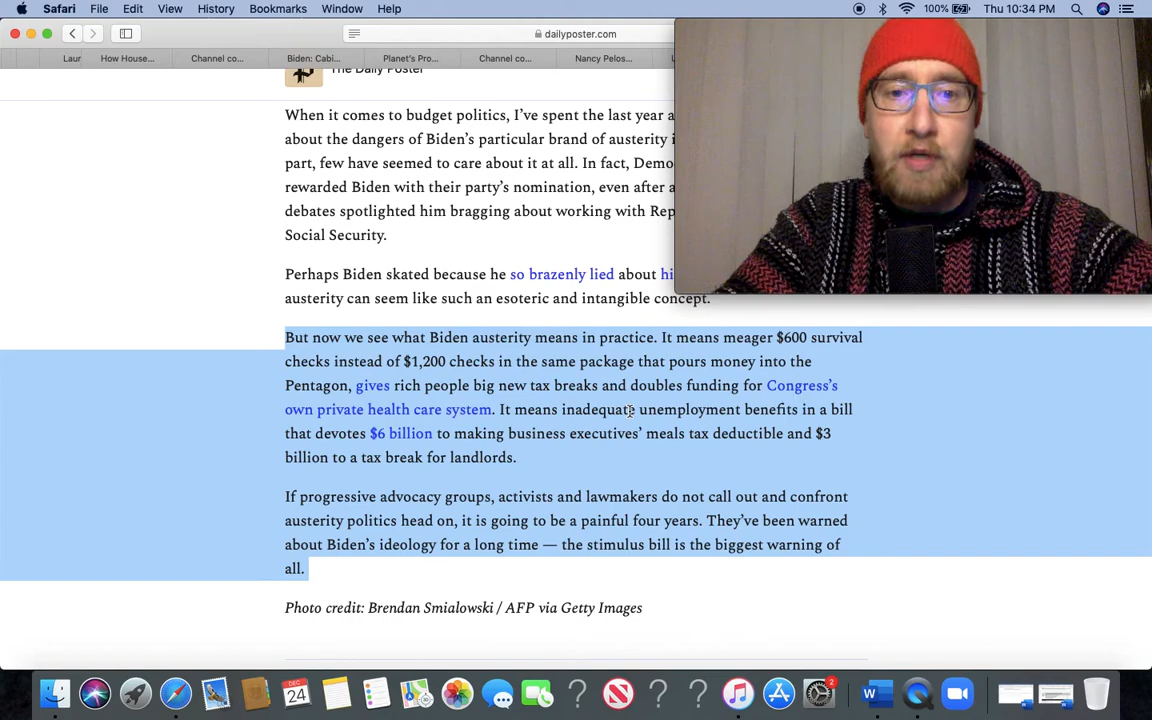 Safari File Edit View History Bookmarks Window Help 100% Thu 10:34 PM
dailyposter.com
Laur How House... Channel co... Biden: Cabi... Planet's Pro... Channel co... Nancy Pelos...
The Daily Poster
When it comes to budget politics, I've spent the last year a
about the dangers of Biden's particular brand of austerity i
part, few have seemed to care about it at all. In fact, Demo
rewarded Biden with their party's nomination, even after a
debates spotlighted him bragging about working with Rep
Social Security.
Perhaps Biden skated because he so brazenly lied about hi
austerity can seem like such an esoteric and intangible concept.
But now we see what Biden austerity means in practice. It means meager $600 survival
checks instead of $1,200 checks in the same package that pours money into the
Pentagon, gives rich people big new tax breaks and doubles funding for Congress's
own private health care system. It means inadequate unemployment benefits in a bill
that devotes $6 billion to making business executives' meals tax deductible and $3
billion to a tax break for landlords.
If progressive advocacy groups, activists and lawmakers do not call out and confront
austerity politics head on, it is going to be a painful four years. They've been warned
about Biden's ideology for a long time — the stimulus bill is the biggest warning of
all.
Photo credit: Brendan Smialowski / AFP via Getty Images
DEC
24
2